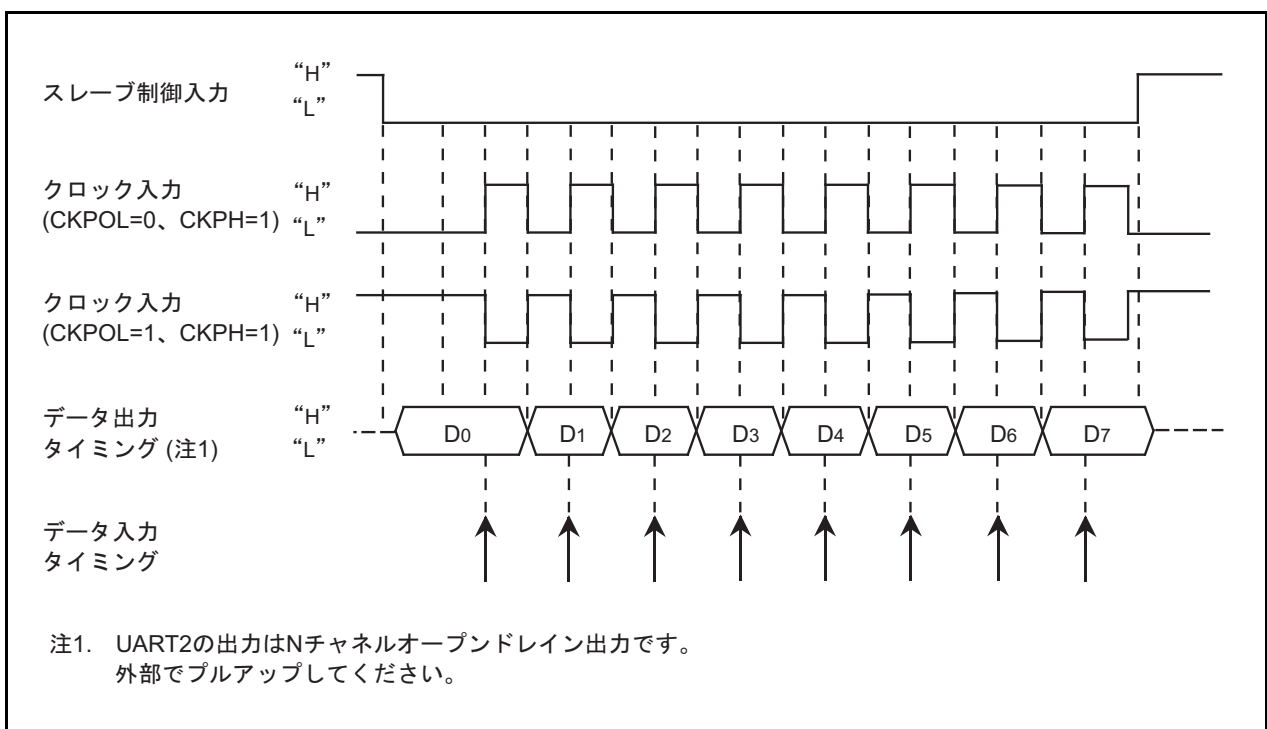 スレーブ制御入力 “H”
“L”
クロック入力 “H”
(CKPOL=0、CKPH=1) “L”
クロック入力 “H”
(CKPOL=1、CKPH=1) “L”
データ出力 “H”
タイミング (注1) “L”
D0 D1 D2 D3 D4 D5 D6 D7
データ入力
タイミング
注1. UART2の出力はNチャネルオープンドレイン出力です。
外部でプルアップしてください。